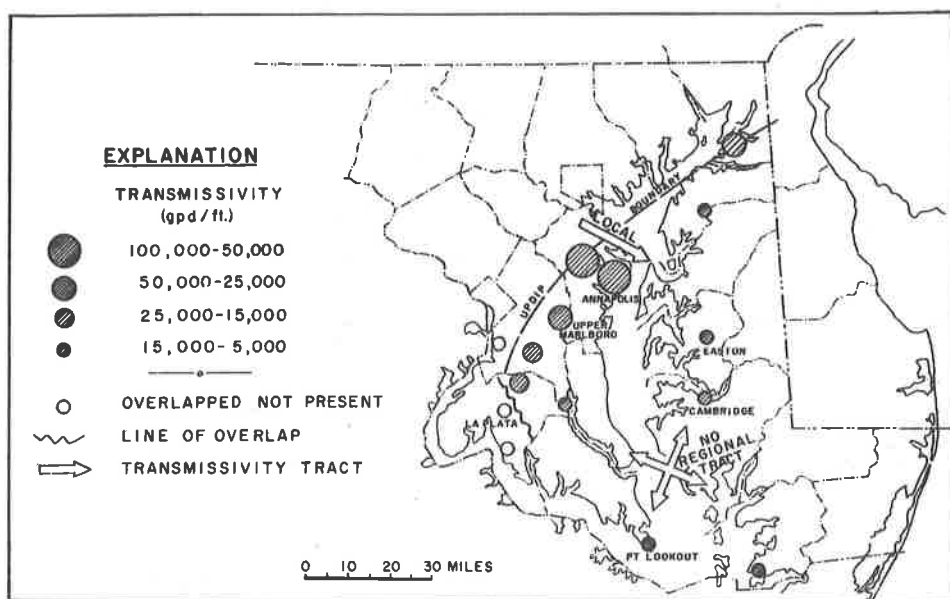 EXPLANATION
TRANSMISSIVITY
(gpd/ft.)
100,000-50,000
50,000-25,000
25,000-15,000
15,000-5,000
OVERLAPPED NOT PRESENT
LINE OF OVERLAP
TRANSMISSIVITY TRACT
UPDIP
BOUNDARY
LOCAL
ANNAPOLIS
UPPER
MARLBORO
EASTON
CAMBRIDGE
LA PLATA
NO
REGIONAL
TRACT
PT LOOKOUT
0 10 20 30 MILES